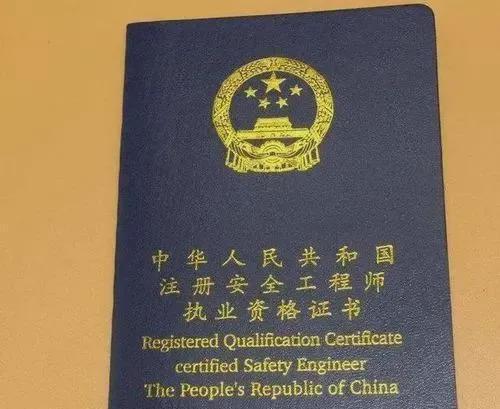 中华人民共和国
注册安全工程师
执业资格证书
Registered Qualification Certificate
certified Safety Engineer
The People's Republic of China